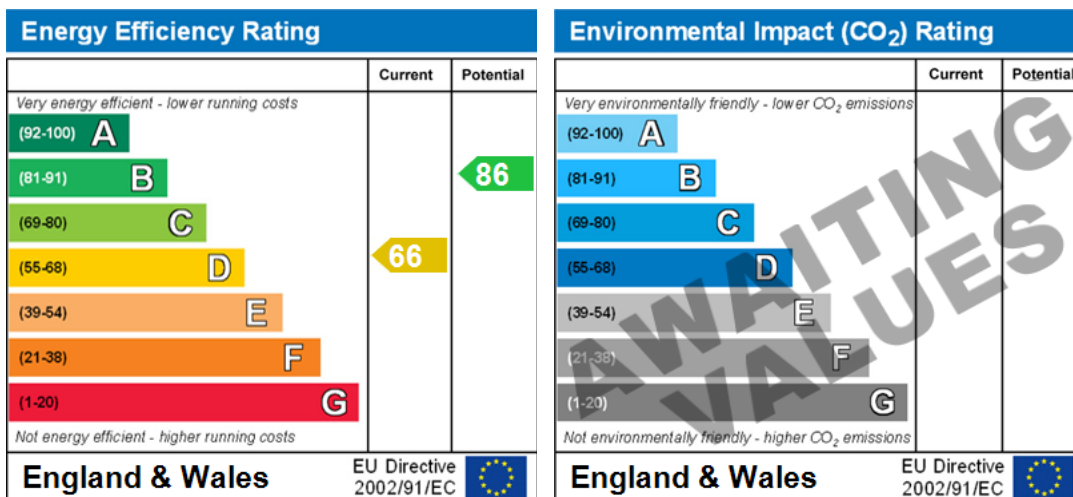 Energy Efficiency Rating
Current Potential
Very energy efficient - lower running costs
(92-100) A
(81-91) B
86
(69-80) C
(55-68) D
66
(39-54) E
(21-38) F
(1-20) G
Not energy efficient - higher running costs
England & Wales
EU Directive
2002/91/EC
Environmental Impact (CO₂) Rating
Current Potential
Very environmentally friendly - lower CO₂ emissions
(92-100) A
(81-91) B
(69-80) C
(55-68) D
(39-54) E
(21-38) F
(1-20) G
AWAITING
VALUES
Not environmentally friendly - higher CO₂ emissions
England & Wales
EU Directive
2002/91/EC